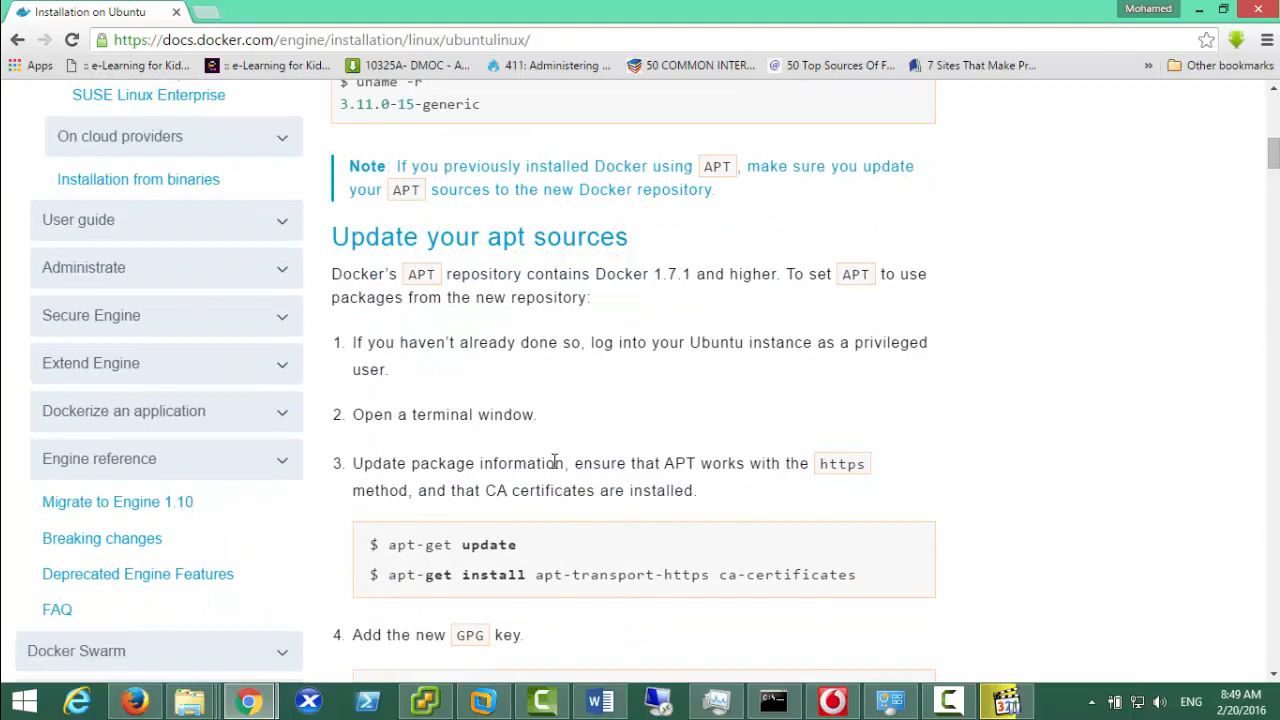 Installation on Ubuntu
Mohamed
https://docs.docker.com/engine/installation/linux/ubuntulinux/
Apps
:: e-Learning for Kid...
:: e-Learning for Kid...
10325A- DMOC - A...
411: Administering ...
50 COMMON INTER...
50 Top Sources Of F...
7 Sites That Make Pr...
»
Other bookmarks
SUSE Linux Enterprise
On cloud providers
Installation from binaries
User guide
Administrate
Secure Engine
Extend Engine
Dockerize an application
Engine reference
Migrate to Engine 1.10
Breaking changes
Deprecated Engine Features
FAQ
Docker Swarm
$ uname -r
3.11.0-15-generic
Note: If you previously installed Docker using APT, make sure you update
your APT sources to the new Docker repository.
Update your apt sources
Docker’s APT repository contains Docker 1.7.1 and higher. To set APT to use
packages from the new repository:
1. If you haven’t already done so, log into your Ubuntu instance as a privileged
user.
2. Open a terminal window.
3. Update package information, ensure that APT works with the https
method, and that CA certificates are installed.
$ apt-get update
$ apt-get install apt-transport-https ca-certificates
4. Add the new GPG key.
321
ENG
8:49 AM
2/20/2016